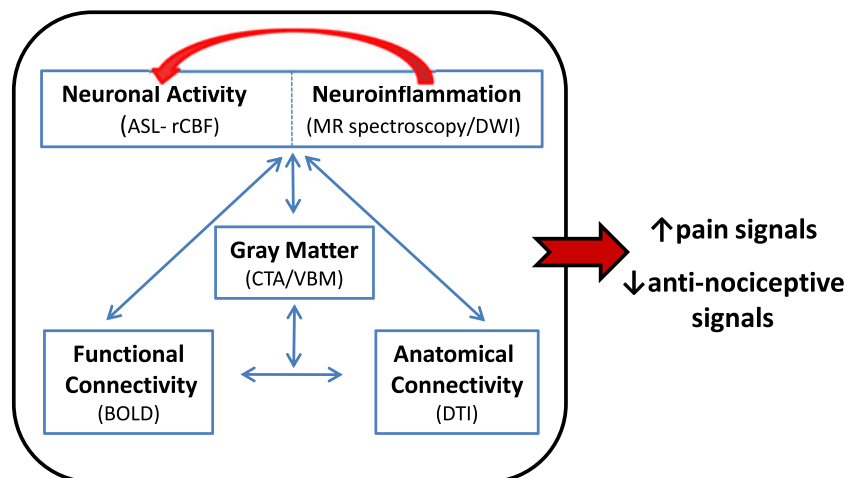 Neuronal Activity
(ASL- rCBF)
Neuroinflammation
(MR spectroscopy/DWI)
Gray Matter
(CTA/VBM)
Functional
Connectivity
(BOLD)
Anatomical
Connectivity
(DTI)
↑pain signals
↓anti-nociceptive
signals